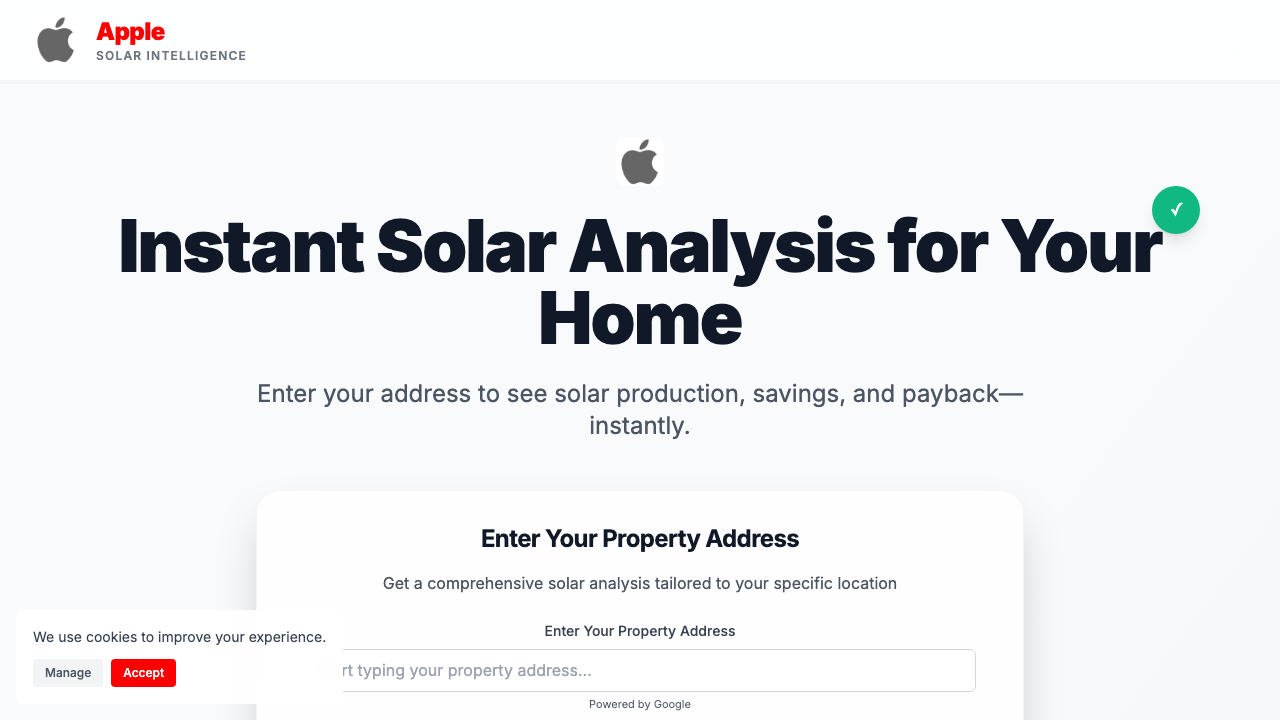 Apple
SOLAR INTELLIGENCE
Instant Solar Analysis for Your
Home
Enter your address to see solar production, savings, and payback—
instantly.
Enter Your Property Address
Get a comprehensive solar analysis tailored to your specific location
Enter Your Property Address
typing your property address...
Powered by Google
We use cookies to improve your experience.
Manage
Accept